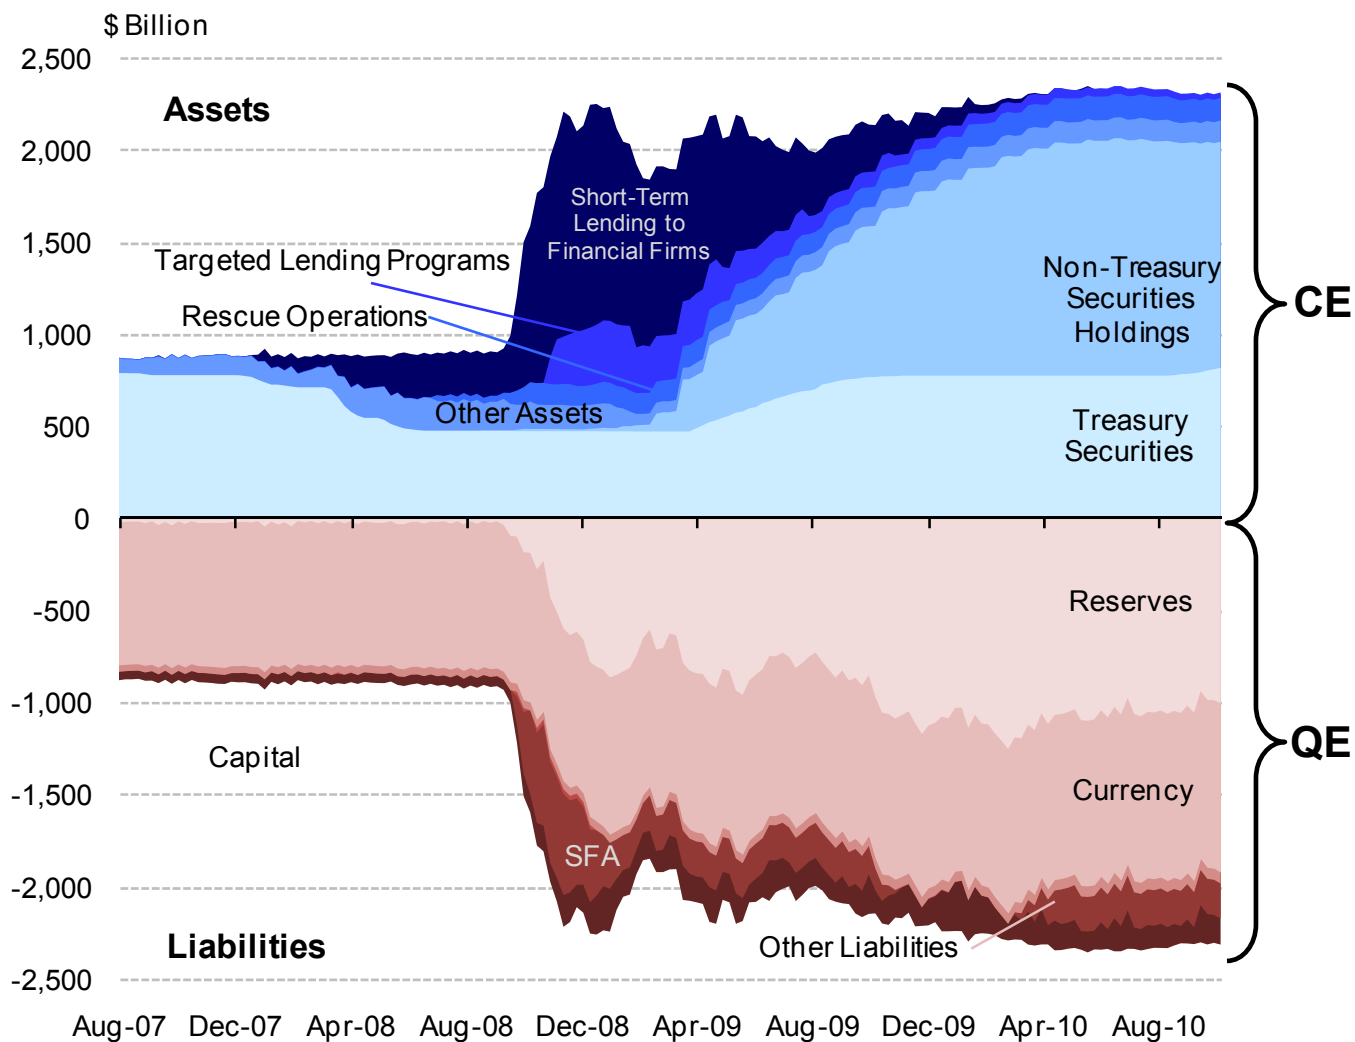 $ Billion
2,500
Assets
2,000
Short-Term
Lending to
Financial Firms
1,500
Targeted Lending Programs
Non-Treasury
Securities
Holdings
CE
Rescue Operations
1,000
Other Assets
500
Treasury
Securities
0
Reserves
-500
-1,000
Capital
QE
Currency
-1,500
SFA
-2,000
Liabilities
Other Liabilities
-2,500
Aug-07 Dec-07 Apr-08 Aug-08 Dec-08 Apr-09 Aug-09 Dec-09 Apr-10 Aug-10